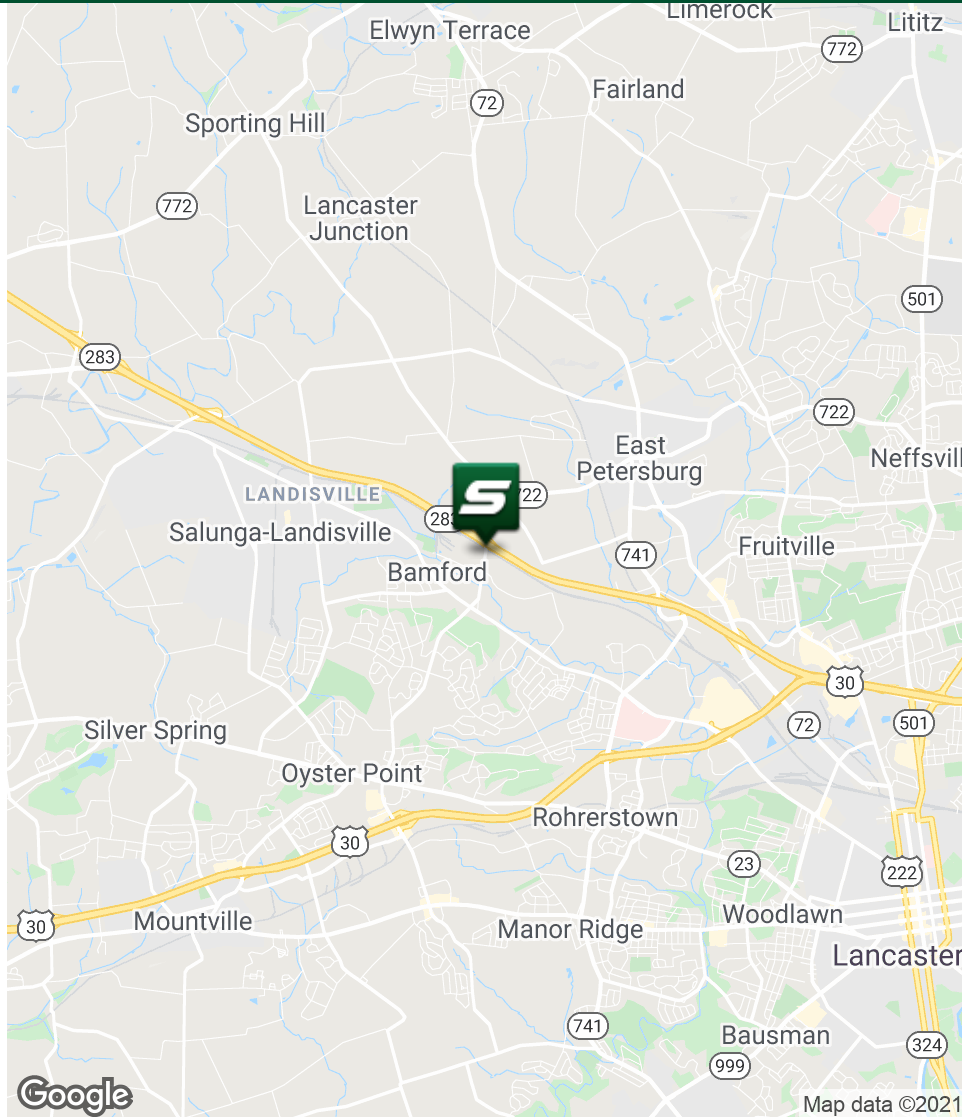 Limerock
Lititz
Elwyn Terrace
772
Fairland
72
Sporting Hill
772
Lancaster
Junction
501
283
722
East
Petersburg
Neffsvill
LANDISVILLE
S
722
283
Salunga-Landisville
741
Fruitville
Bamford
30
Silver Spring
72
501
Oyster Point
Rohrerstown
30
23
222
30
Mountville
Woodlawn
Manor Ridge
Lancaster
741
Bausman
324
999
Google
Map data ©2021